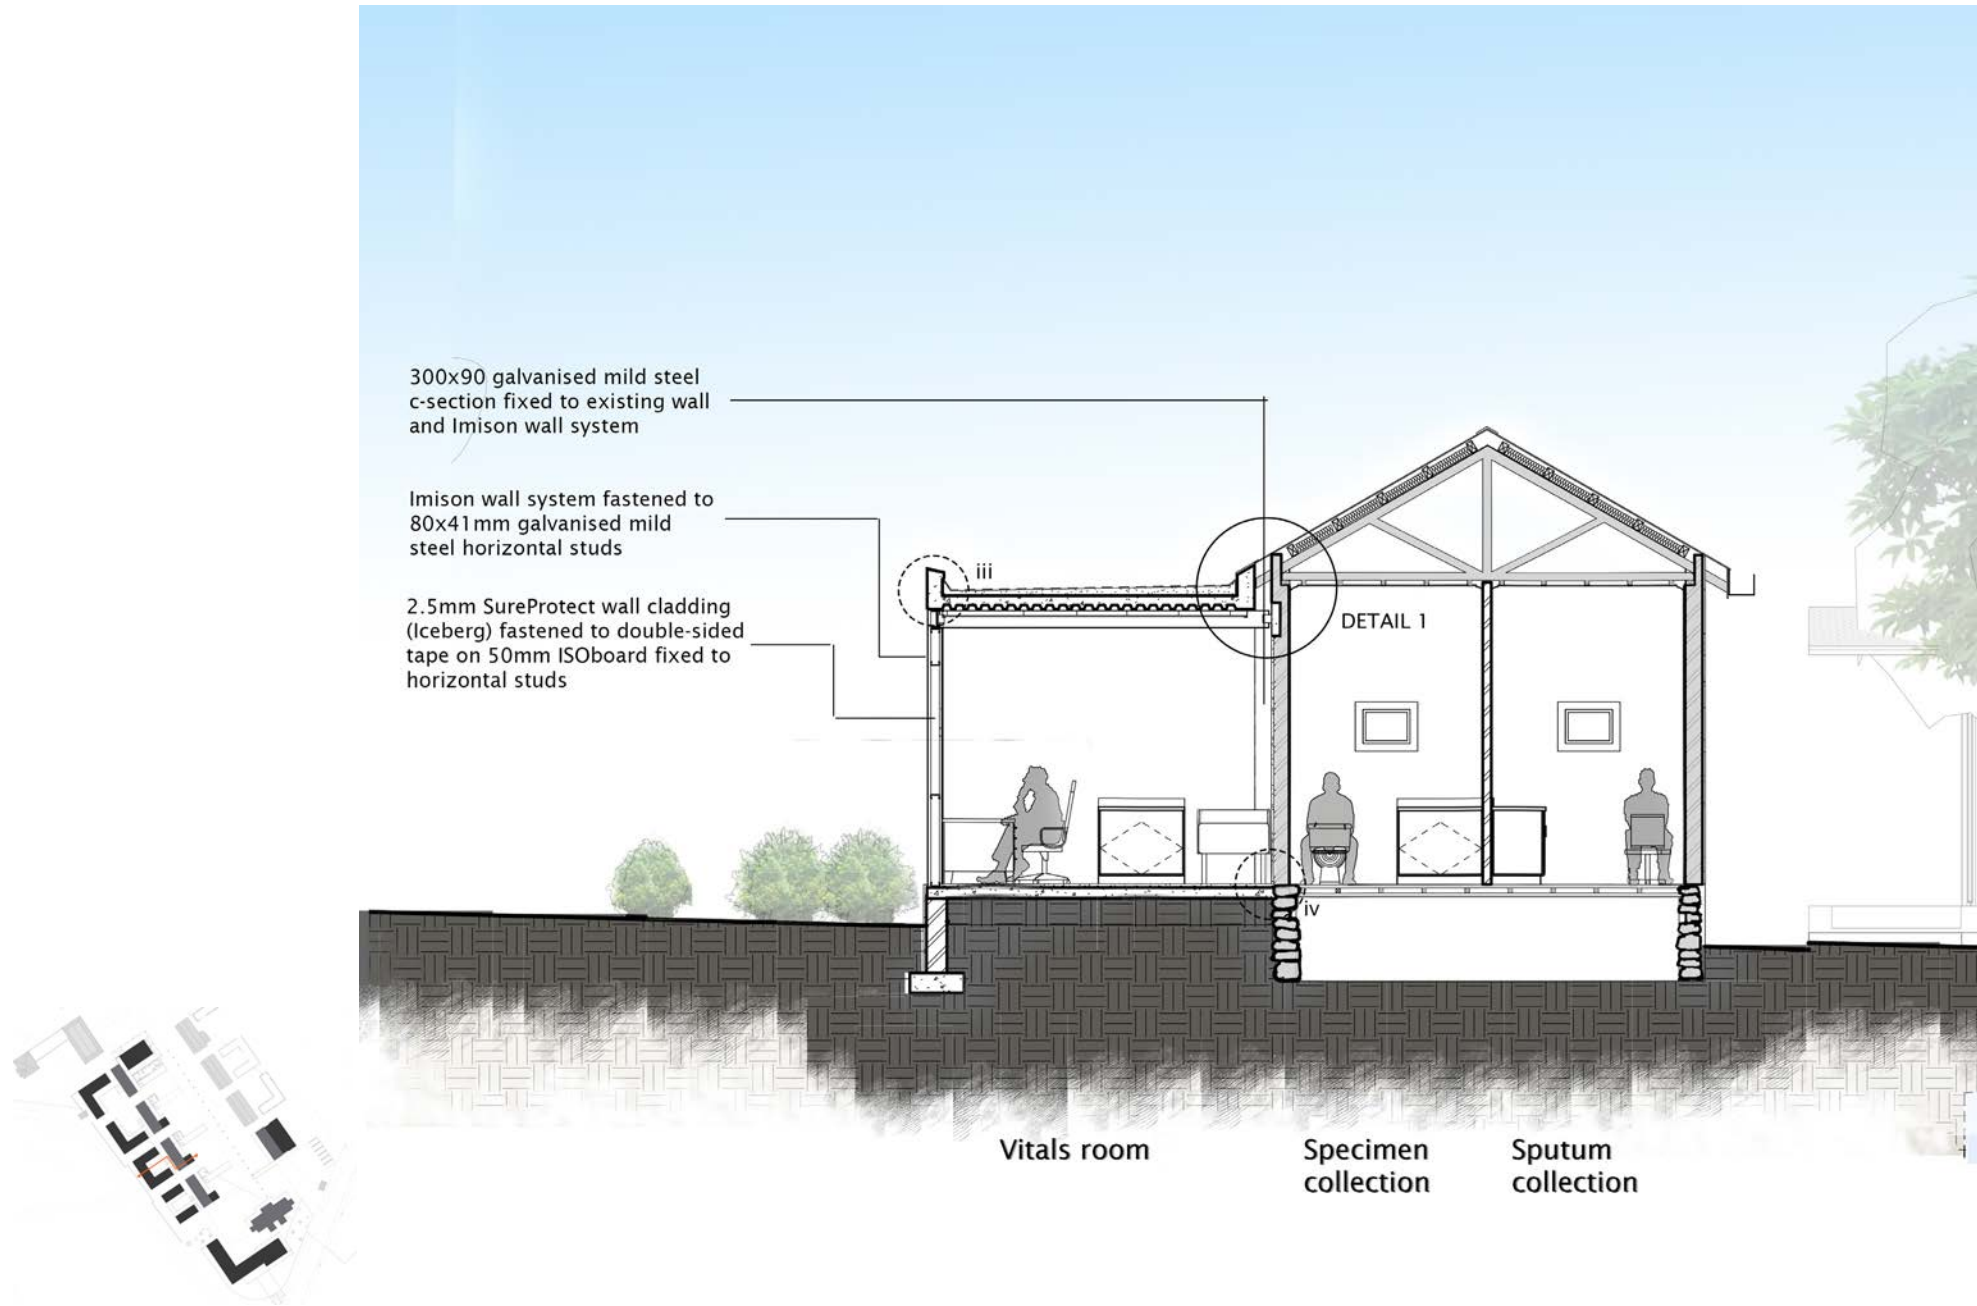 300x90 galvanised mild steel
c-section fixed to existing wall
and Imison wall system
Imison wall system fastened to
80x41mm galvanised mild
steel horizontal studs
iii
2.5mm SureProtect wall cladding
(Iceberg) fastened to double-sided
tape on 50mm ISOboard fixed to
horizontal studs
DETAIL 1
iv
Vitals room
Specimen
collection
Sputum
collection